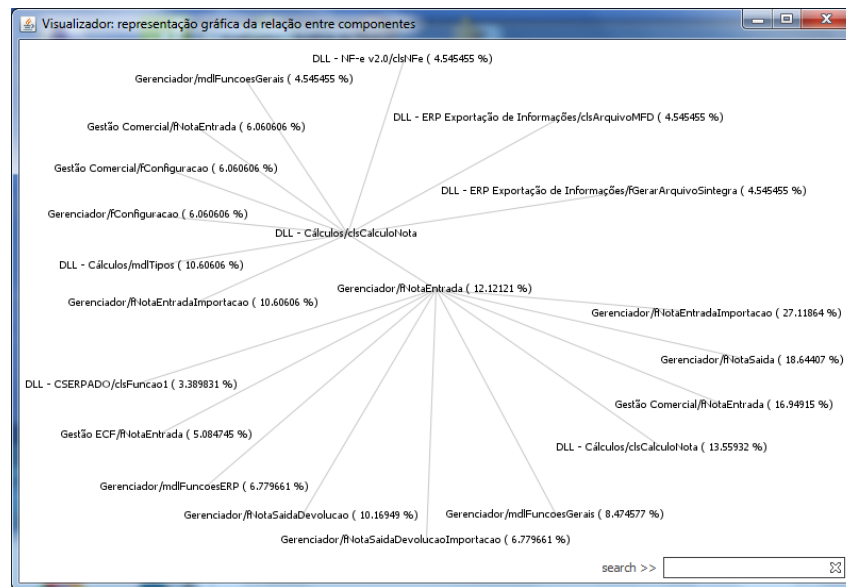 Visualizador: representação gráfica da relação entre componentes
DLL - NF-e v2.0/clsNFe ( 4.545455 %)
Gerenciador/mdlFuncoesGerais ( 4.545455 %)
DLL - ERP Exportação de Informações/clsArquivoMFD ( 4.545455 %)
Gestão Comercial/fNotaEntrada ( 6.060606 %)
Gestão Comercial/fConfiguracao ( 6.060606 %)
DLL - ERP Exportação de Informações/fGerarArquivoSintegra ( 4.545455 %)
Gerenciador/fConfiguracao ( 6.060606 %)
DLL - Cálculos/clsCalculoNota
DLL - Cálculos/mdlTipos ( 10.60606 %)
Gerenciador/fNotaEntrada ( 12.12121 %)
Gerenciador/fNotaEntradaImportacao ( 10.60606 %)
Gerenciador/fNotaEntradaImportacao ( 27.11864 %)
Gerenciador/fNotaSaida ( 18.64407 %)
DLL - CSERPADO/clsFuncao1 ( 3.389831 %)
Gestão Comercial/fNotaEntrada ( 16.94915 %)
Gestão ECF/fNotaEntrada ( 5.084745 %)
DLL - Cálculos/clsCalculoNota ( 13.55932 %)
Gerenciador/mdlFuncoesERP ( 6.779661 %)
Gerenciador/fNotaSaidaDevolucao ( 10.16949 %)
Gerenciador/mdlFuncoesGerais ( 8.474577 %)
Gerenciador/fNotaSaidaDevolucaoImportacao ( 6.779661 %)
search >>